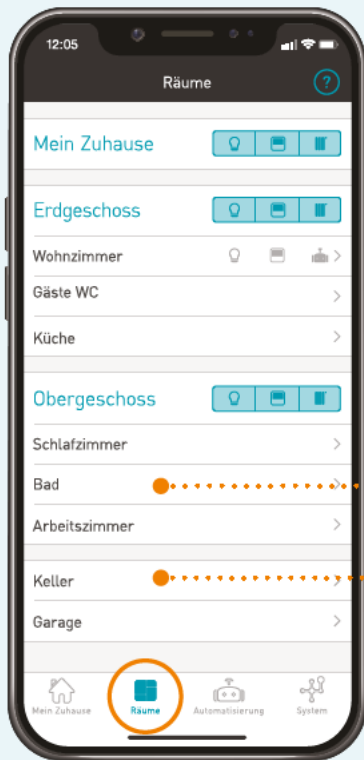 12:05
Räume
?
Mein Zuhause
Erdgeschoss
Wohnzimmer
Gäste WC
Küche
Obergeschoss
Schlafzimmer
Bad
Arbeitszimmer
Keller
Garage
Mein Zuhause Räume Automatisierung System